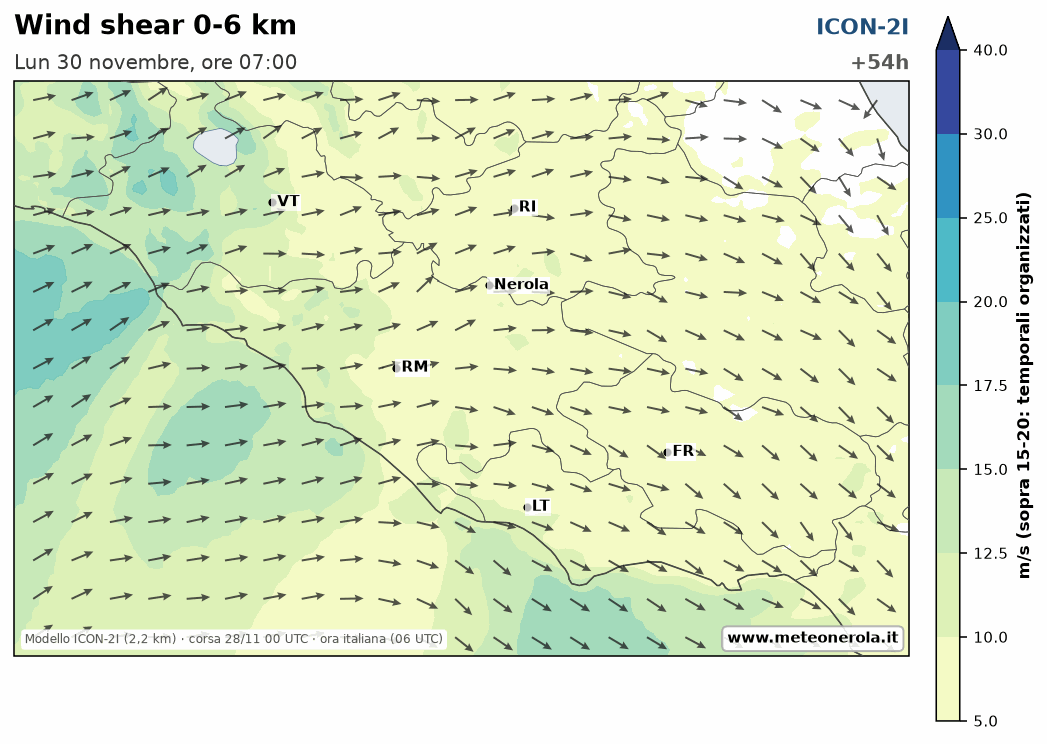 Wind shear 0-6 km
ICON-2I
Lun 30 novembre, ore 07:00
+54h
VT
RI
Nerola
RM
FR
LT
Modello ICON-2I (2,2 km) · corsa 28/11 00 UTC · ora italiana (06 UTC)
www.meteonerola.it
40.0
30.0
25.0
20.0
17.5
15.0
12.5
10.0
5.0
m/s (sopra 15-20: temporali organizzati)